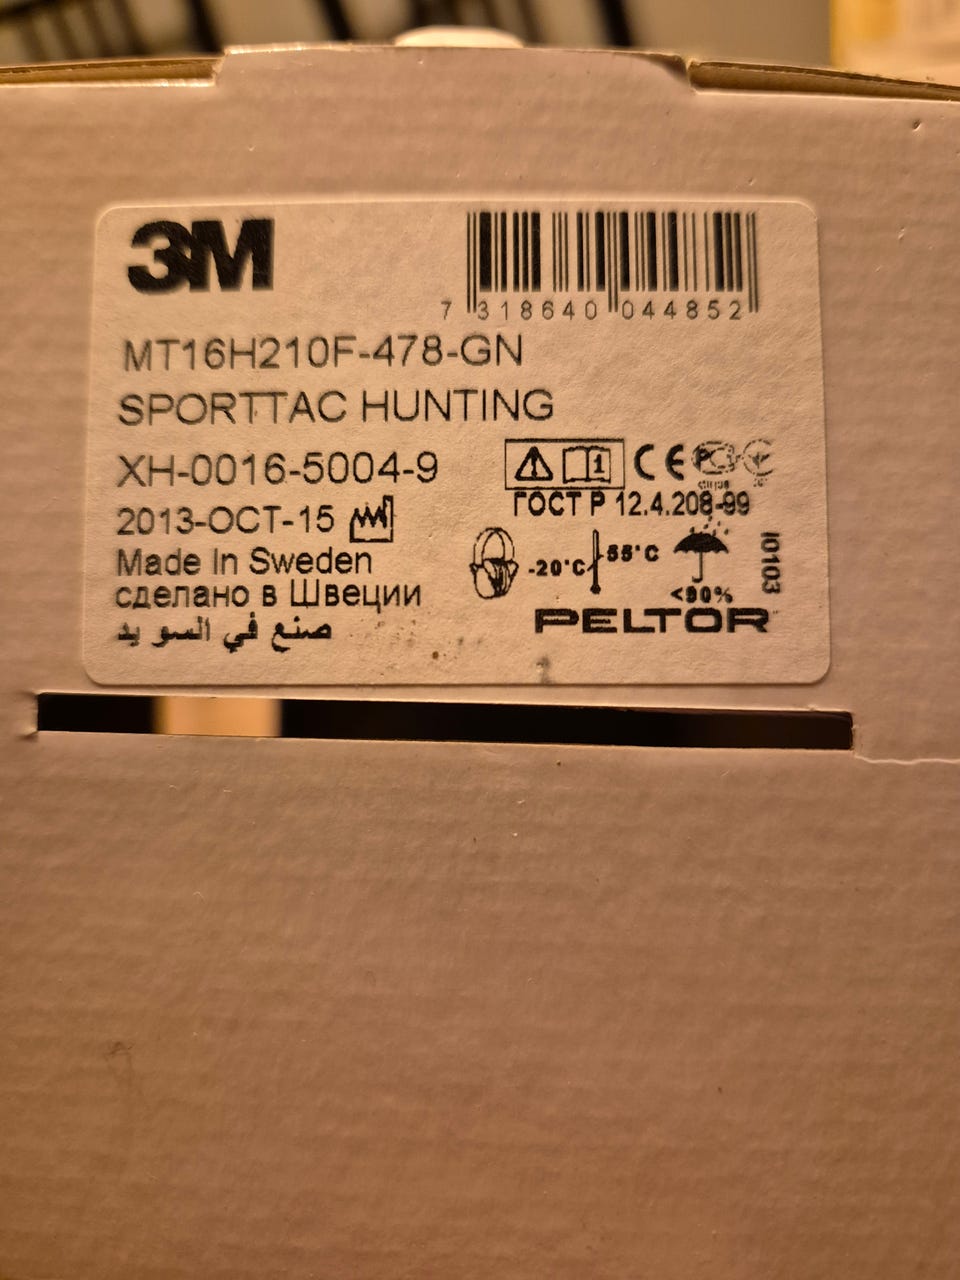 3M
7 318640 044852
MT16H210F-478-GN
SPORTTAC HUNTING
XH-0016-5004-9
CE
2013-OCT-15
ГОСТ Р 12.4.208-99
Made In Sweden
-20°C
55°C
сделано в Швеции
<90%
I0103
صنع في السويد
PELTOR